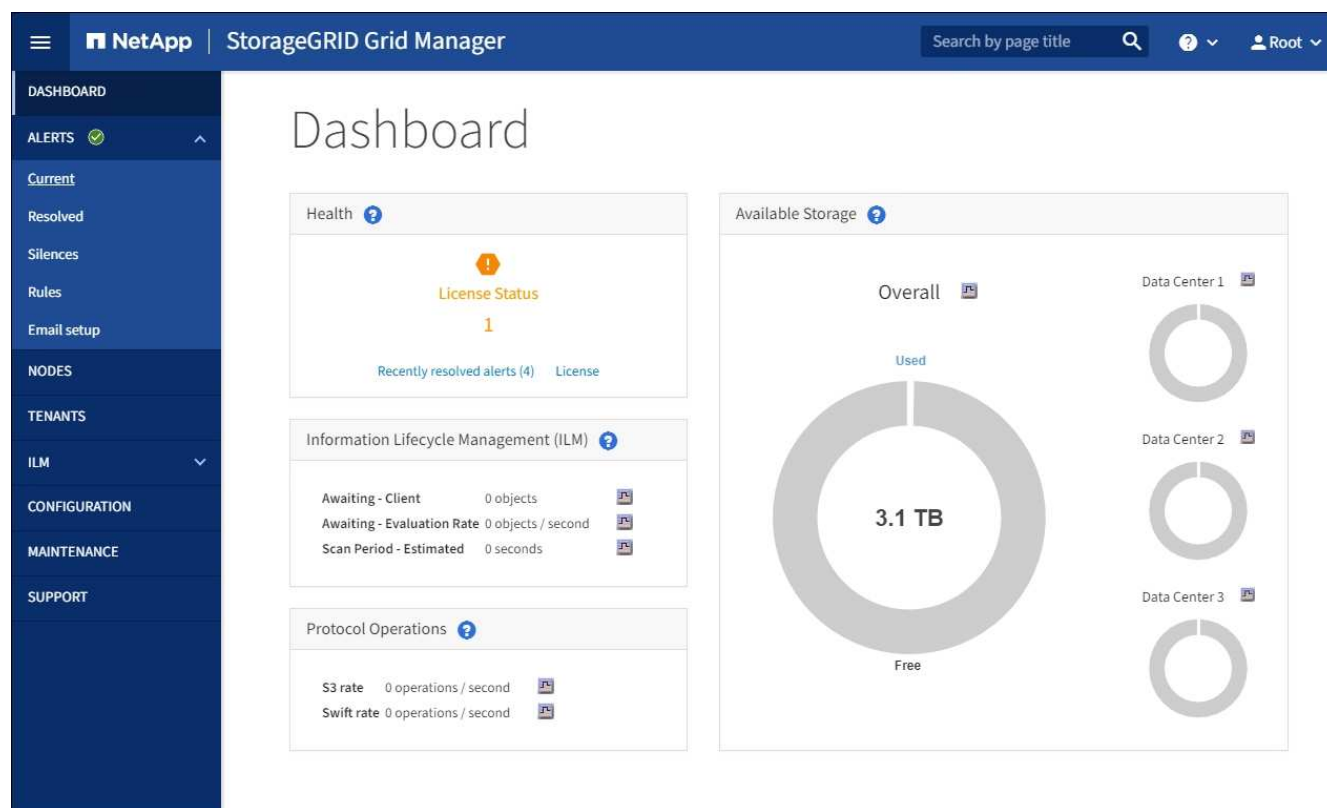 NetApp | StorageGRID Grid Manager
Search by page title
Root
DASHBOARD
ALERTS
Current
Resolved
Silences
Rules
Email setup
NODES
TENANTS
ILM
CONFIGURATION
MAINTENANCE
SUPPORT
Dashboard
Health
License Status
1
Recently resolved alerts (4) License
Information Lifecycle Management (ILM)
Awaiting - Client 0 objects
Awaiting - Evaluation Rate 0 objects / second
Scan Period - Estimated 0 seconds
Protocol Operations
S3 rate 0 operations / second
Swift rate 0 operations / second
Available Storage
Overall
Used
3.1 TB
Free
Data Center 1
Data Center 2
Data Center 3